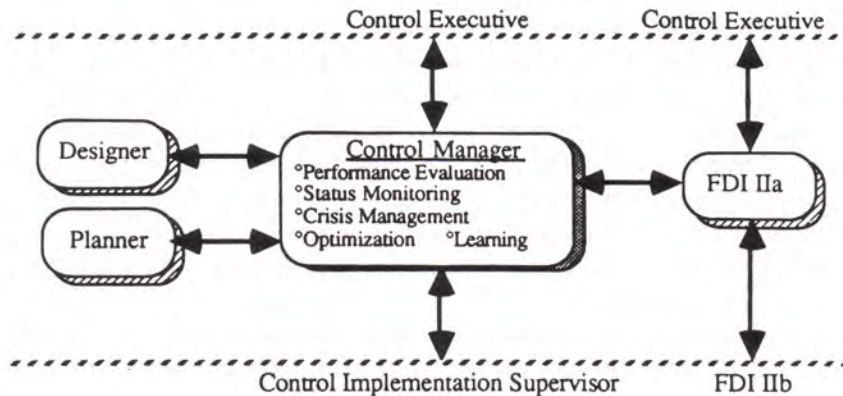 Control Executive
Control Executive
Designer
Control Manager
°Performance Evaluation
°Status Monitoring
°Crisis Management
°Optimization °Learning
FDI IIa
Planner
Control Implementation Supervisor
FDI IIb